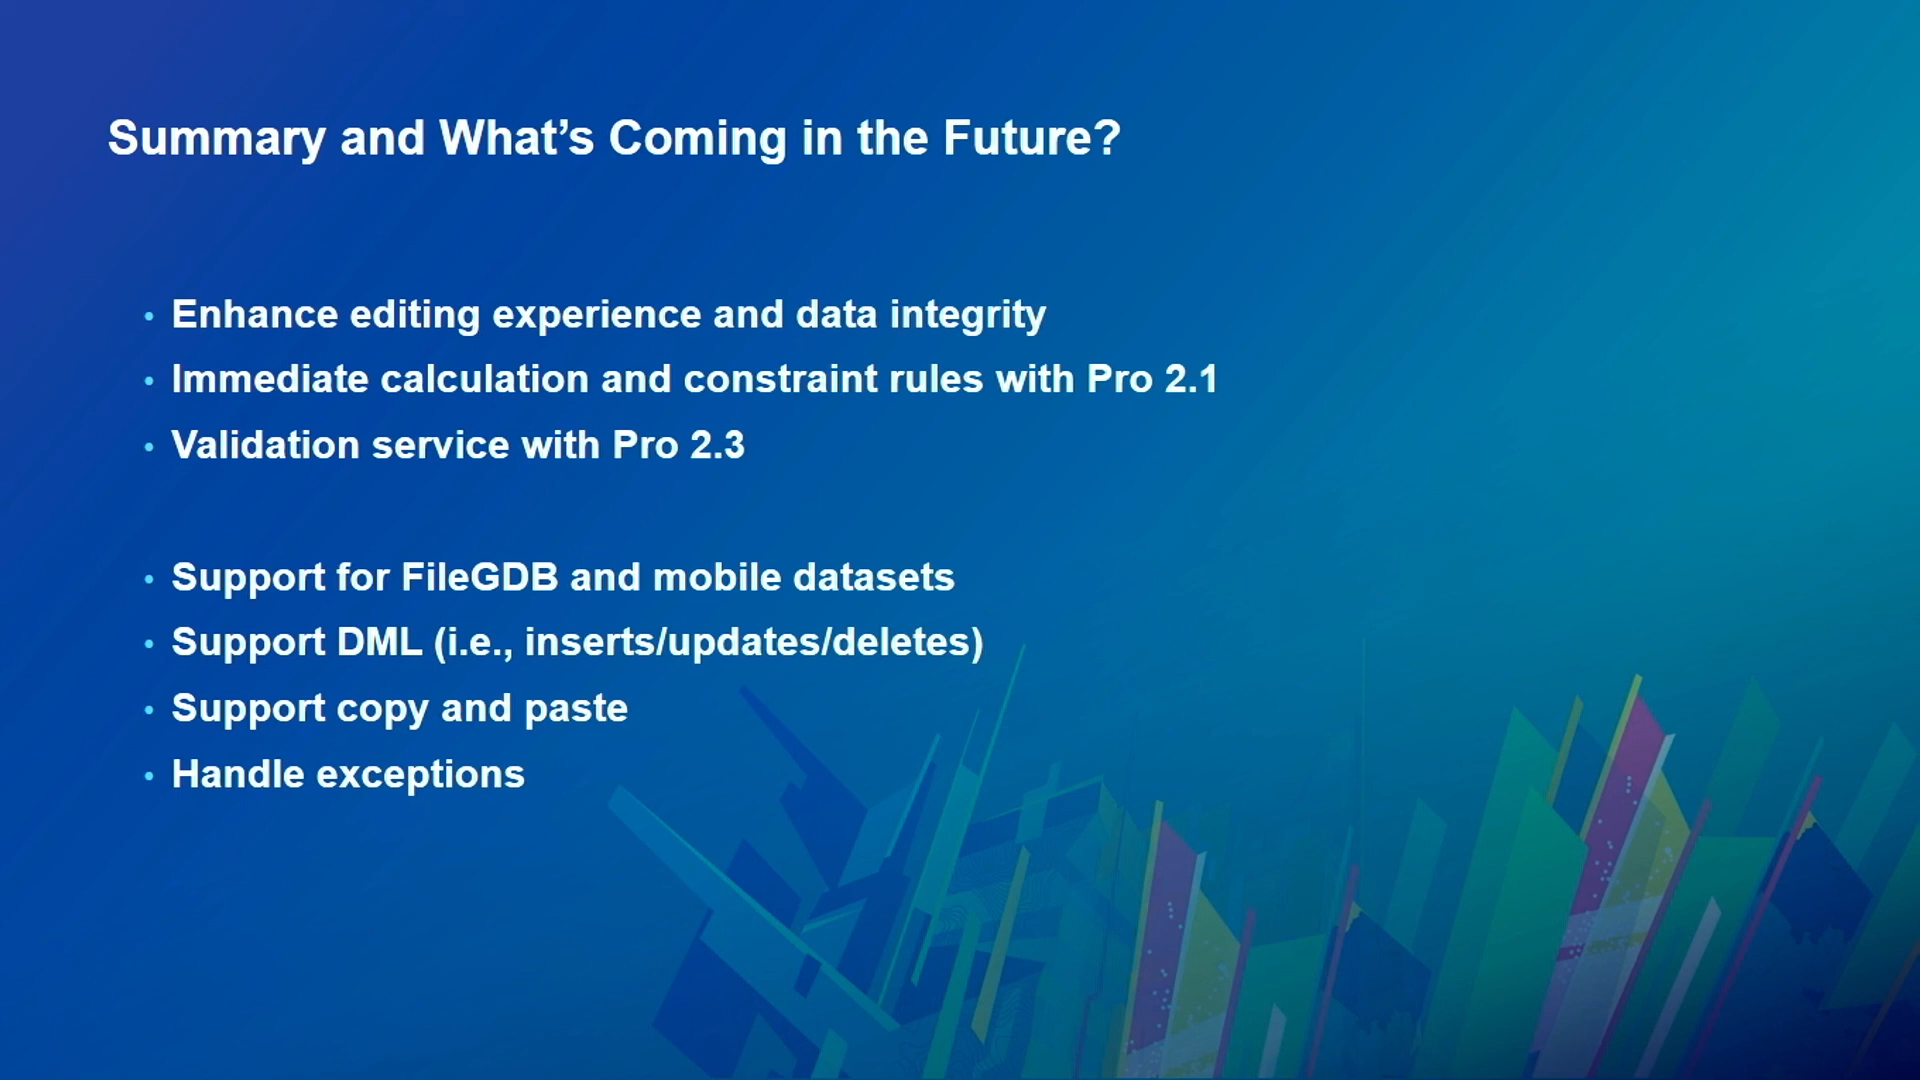 Summary and What’s Coming in the Future?
• Enhance editing experience and data integrity
• Immediate calculation and constraint rules with Pro 2.1
• Validation service with Pro 2.3
• Support for FileGDB and mobile datasets
• Support DML (i.e., inserts/updates/deletes)
• Support copy and paste
• Handle exceptions